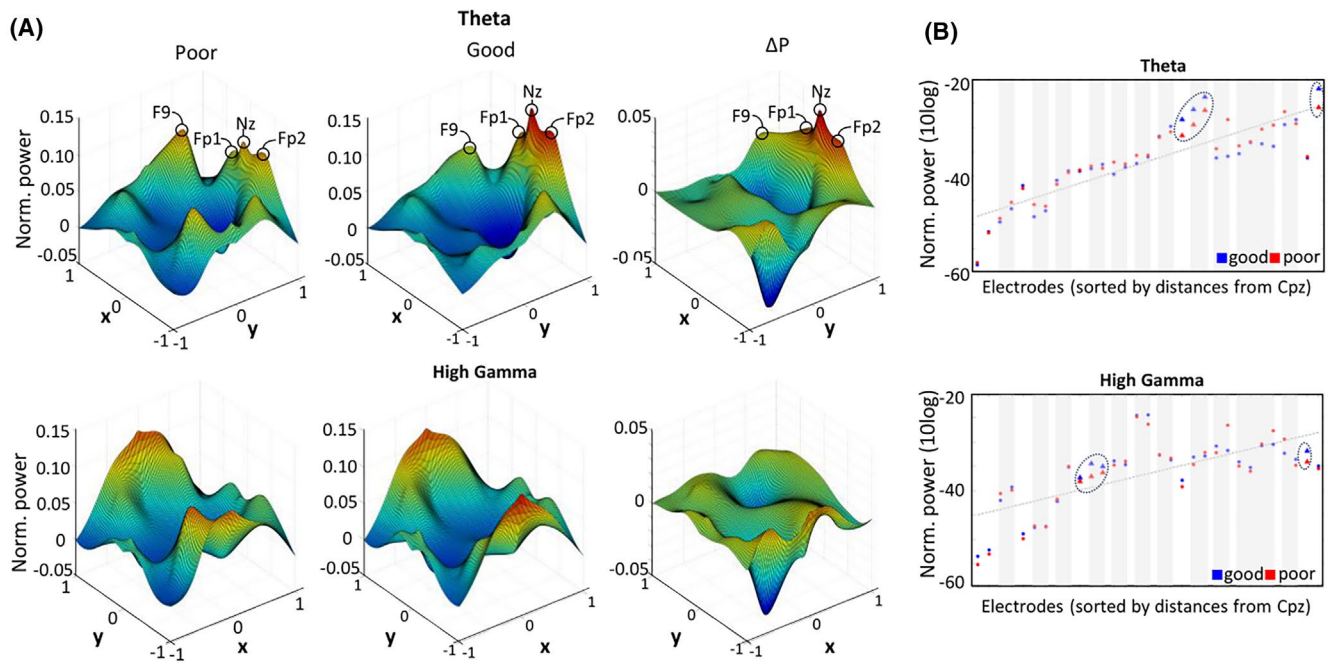 (A)
Theta
Poor
Good
ΔP
F9
Fp1
Nz
Fp2
0.15
0.10
0.05
0
-0.05
Norm. power
1
0
-1
x
-1
0
1
y
F9
Fp1
Nz
Fp2
0.15
0.10
0.05
0
-0.05
1
0
-1
x
-1
0
1
y
F9
Fp1
Nz
Fp2
0.05
0
-0.05
1
0
-1
x
-1
0
1
y
High Gamma
0.15
0.10
0.05
0
-0.05
Norm. power
1
0
-1
y
-1
0
1
x
0.15
0.10
0.05
0
-0.05
1
0
-1
y
-1
0
1
x
0.05
0
-0.05
1
0
-1
y
-1
0
1
x
(B)
Theta
-20
-40
-60
Norm. power (10log)
good poor
Electrodes (sorted by distances from Cpz)
High Gamma
-20
-40
-60
Norm. power (10log)
good poor
Electrodes (sorted by distances from Cpz)